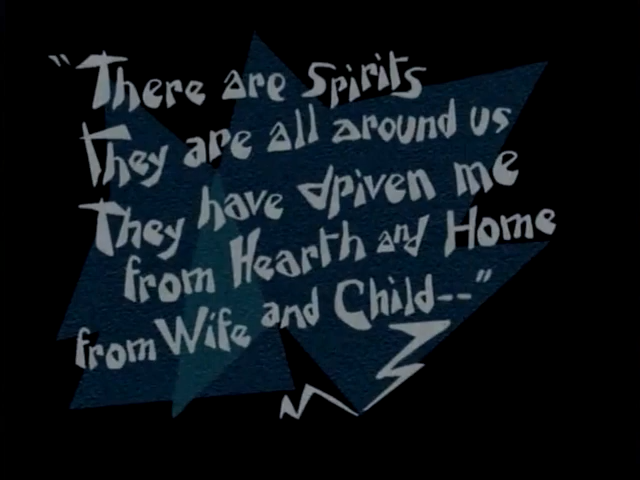 "There are Spirits
They are all around us
They have driven me
from Hearth and Home
from Wife and Child--"